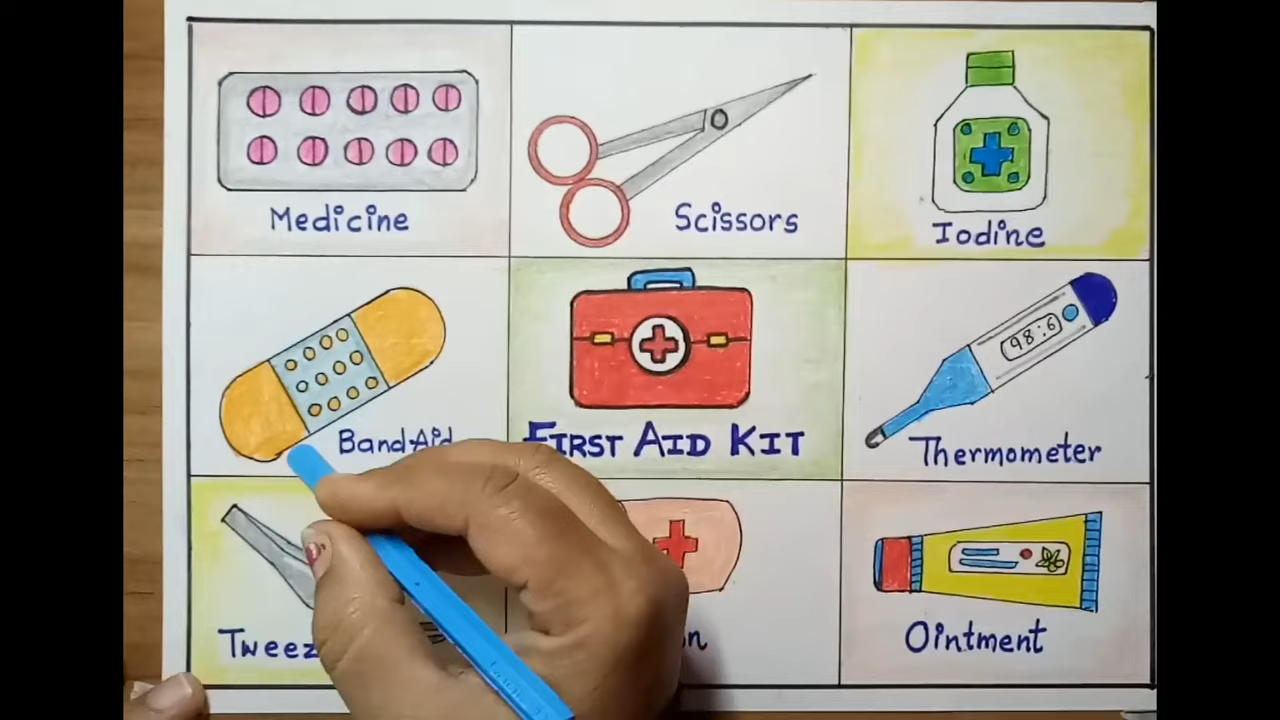 Medicine
Scissors
Iodine
BandAid
FIRST AID KIT
98:6
Thermometer
Ointment